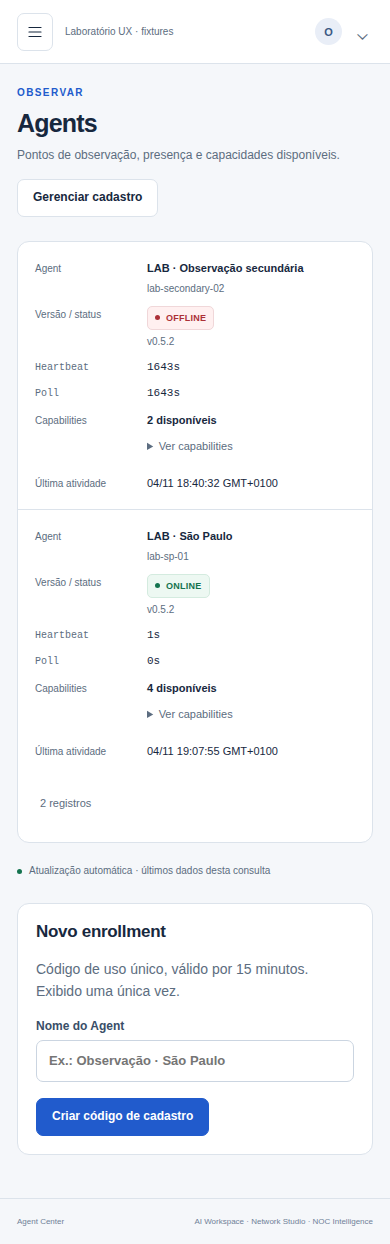 Laboratório UX · fixtures
O
OBSERVAR
Agents
Pontos de observação, presença e capacidades disponíveis.
Gerenciar cadastro
Agent LAB · Observação secundária
lab-secondary-02
Versão / status OFFLINE
v0.5.2
Heartbeat 1643s
Poll 1643s
Capabilities 2 disponíveis
Ver capabilities
Última atividade 04/11 18:40:32 GMT+0100
Agent LAB · São Paulo
lab-sp-01
Versão / status ONLINE
v0.5.2
Heartbeat 1s
Poll 0s
Capabilities 4 disponíveis
Ver capabilities
Última atividade 04/11 19:07:55 GMT+0100
2 registros
Atualização automática · últimos dados desta consulta
Novo enrollment
Código de uso único, válido por 15 minutos.
Exibido uma única vez.
Nome do Agent
Ex.: Observação · São Paulo
Criar código de cadastro
Agent Center AI Workspace · Network Studio · NOC Intelligence